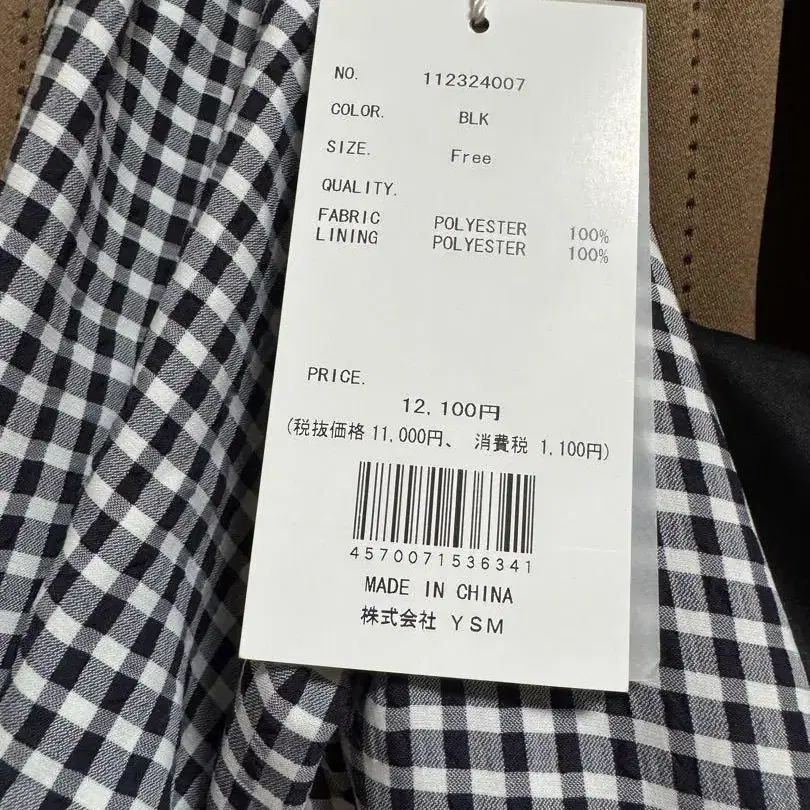 NO. 112324007
COLOR. BLK
SIZE. Free
QUALITY.
FABRIC POLYESTER 100%
LINING POLYESTER 100%
PRICE.
12,100円
(税抜価格 11,000円、 消費税 1,100円)
4570071536341
MADE IN CHINA
株式会社 YSM